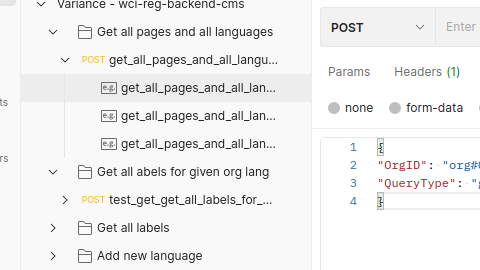 Variance - wci-reg-backend-cms
Get all pages and all languages
POST get_all_pages_and_all_langu...
e.g. get_all_pages_and_all_lan...
e.g. get_all_pages_and_all_lan...
e.g. get_all_pages_and_all_lan...
Get all abels for given org lang
POST test_get_get_all_labels_for_...
Get all labels
Add new language
ts
rs
POST
Enter
Params Headers (1)
none form-data
1 {
2 "OrgID": "org#
3 "QueryType": "g
4 }